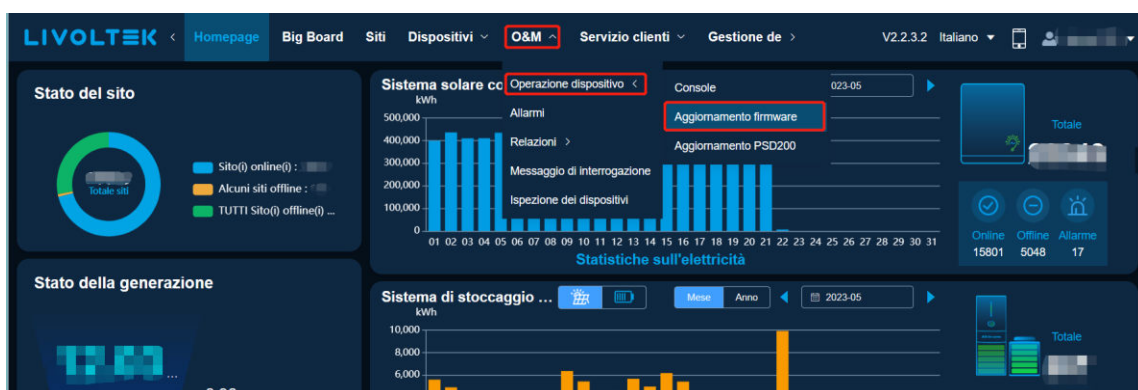 LIVOLTEK < Homepage Big Board Siti Dispositivi O&M Servizio clienti Gestione de > V2.2.3.2 Italiano
Stato del sito
Totale siti
Sito(i) onlinе(i) :
Alcuni siti offline :
TUTTI Sito(i) offline(i) ...
Sistema solare co
kWh
023-05
500,000
400,000
300,000
200,000
100,000
0
01 02 03 04 05 06 07 08 09 10 11 12 13 14 15 16 17 18 19 20 21 22 23 24 25 26 27 28 29 30 31
Statistiche sull'elettricità
Operazione dispositivo <
Allarmi
Relazioni >
Messaggio di interrogazione
Ispezione dei dispositivi
Console
Aggiornamento firmware
Aggiornamento PSD200
Totale
Online Offline Allarme
15801 5048 17
Stato della generazione
...
Sistema di stoccaggio ...
Mese Anno 2023-05
kWh
10,000
8,000
6,000
Totale